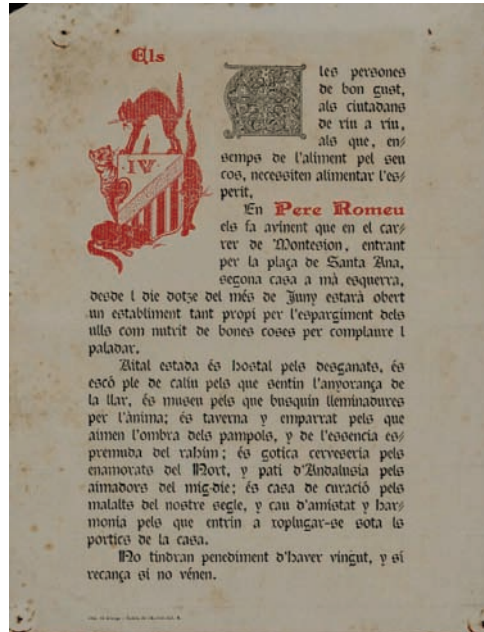 Els
IV
A les persones
de bon gust,
als ciutadans
de riu a riu,
als que, en-
semps de l'aliment pel seu
cos, necessiten alimentar l'es-
perit,
En Pere Romeu
els fa avinent que en el car-
rer de Montesion, entrant
per la plaça de Santa Ana,
segona casa a mà esquerra,
desde l die dotze del més de Juny estarà obert
un establiment tant propi per l'espargiment dels
ulls com nutrit de bones coses per complaure l
paladar.
Aital estada és hostal pels desganats, és
escó ple de caliu pels que sentin l'anyorança de
la llar, és museu pels que busquin lleminadures
per l'ànima; és taverna y emparrat pels que
aimen l'ombra dels pampols, y de l'essencia es-
premuda del rahim; és gotica cerveseria pels
enamorats del Nort, y pati d'Andalusia pels
aimadors del mig-die; és casa de curació pels
malalts del nostre segle, y cau d'amistat y har-
monia pels que entrin a xoplugar-se sota ls
portics de la casa.
No tindran penediment d'haver vingut, y sí
recança si no vénen.